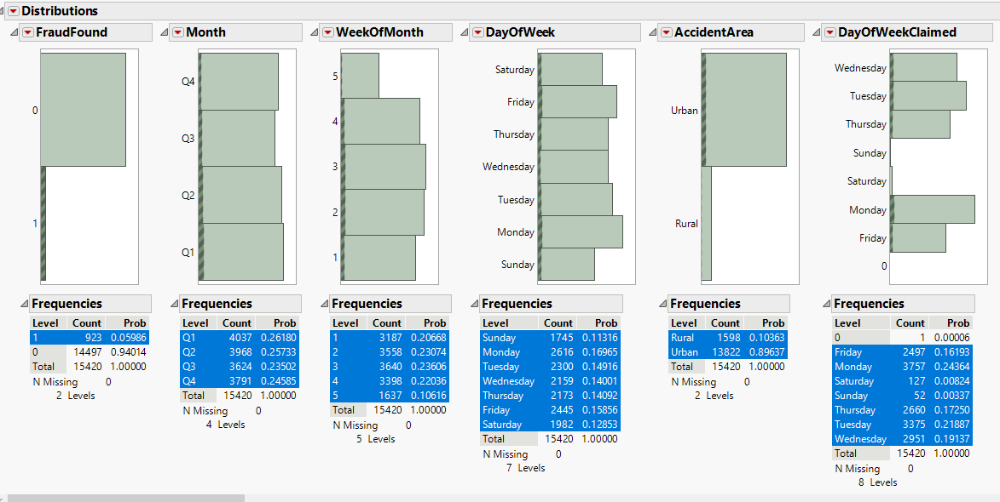 Distributions
FraudFound
0
1
Frequencies
Level Count Prob
1 923 0.05986
0 14497 0.94014
Total 15420 1.00000
N Missing 0
2 Levels
Month
Q4
Q3
Q2
Q1
Frequencies
Level Count Prob
Q1 4037 0.26180
Q2 3968 0.25733
Q3 3624 0.23502
Q4 3791 0.24585
Total 15420 1.00000
N Missing 0
4 Levels
WeekOfMonth
5
4
3
2
1
Frequencies
Level Count Prob
1 3187 0.20668
2 3558 0.23074
3 3640 0.23606
4 3398 0.22036
5 1637 0.10616
Total 15420 1.00000
N Missing 0
5 Levels
DayOfWeek
Saturday
Friday
Thursday
Wednesday
Tuesday
Monday
Sunday
Frequencies
Level Count Prob
Sunday 1745 0.11316
Monday 2616 0.16965
Tuesday 2300 0.14916
Wednesday 2159 0.14001
Thursday 2173 0.14092
Friday 2445 0.15856
Saturday 1982 0.12853
Total 15420 1.00000
N Missing 0
7 Levels
AccidentArea
Urban
Rural
Frequencies
Level Count Prob
Rural 1598 0.10363
Urban 13822 0.89637
Total 15420 1.00000
N Missing 0
2 Levels
DayOfWeekClaimed
Wednesday
Tuesday
Thursday
Sunday
Saturday
Monday
Friday
0
Frequencies
Level Count Prob
0 1 0.00006
Friday 2497 0.16193
Monday 3757 0.24364
Saturday 127 0.00824
Sunday 52 0.00337
Thursday 2660 0.17250
Tuesday 3375 0.21887
Wednesday 2951 0.19137
Total 15420 1.00000
N Missing 0
8 Levels